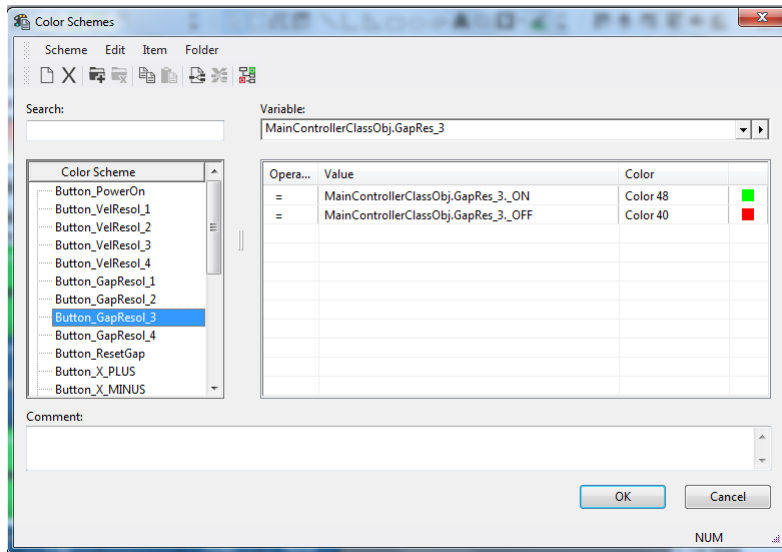 Color Schemes
Scheme Edit Item Folder
Search:
Variable:
MainControllerClassObj.GapRes_3
Color Scheme
Button_PowerOn
Button_VelResol_1
Button_VelResol_2
Button_VelResol_3
Button_VelResol_4
Button_GapResol_1
Button_GapResol_2
Button_GapResol_3
Button_GapResol_4
Button_ResetGap
Button_X_PLUS
Button_X_MINUS
Opera... Value Color
= MainControllerClassObj.GapRes_3._ON Color 48
= MainControllerClassObj.GapRes_3._OFF Color 40
Comment:
OK Cancel
NUM